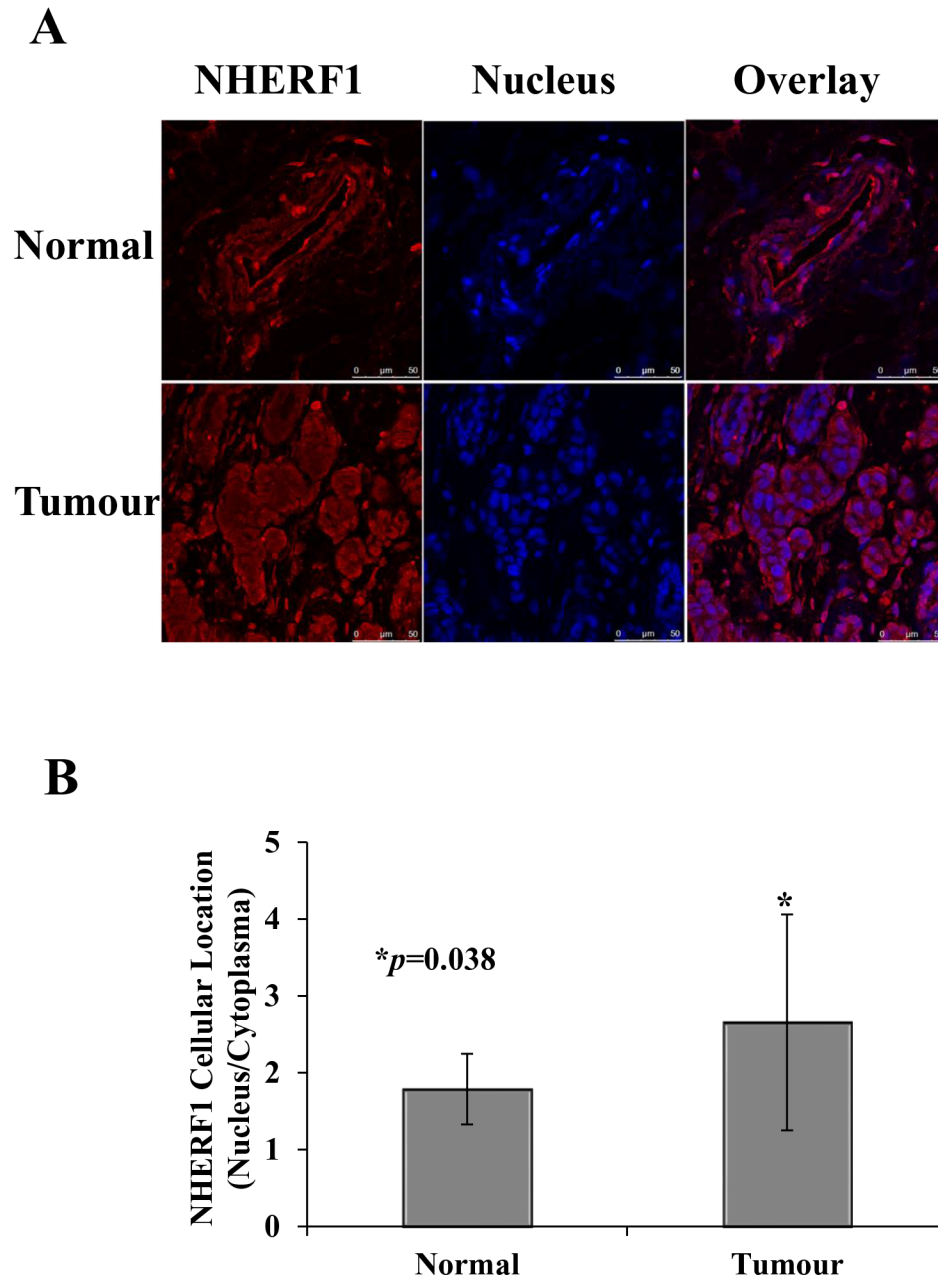 A
NHERF1 Nucleus Overlay
Normal
0 µm 50 0 µm 50 0 µm 50
Tumour
0 µm 50 0 µm 50 0 µm 50
B
NHERF1 Cellular Location
(Nucleus/Cytoplasma)
5
4
3
2
1
0
*
*p=0.038
Normal Tumour